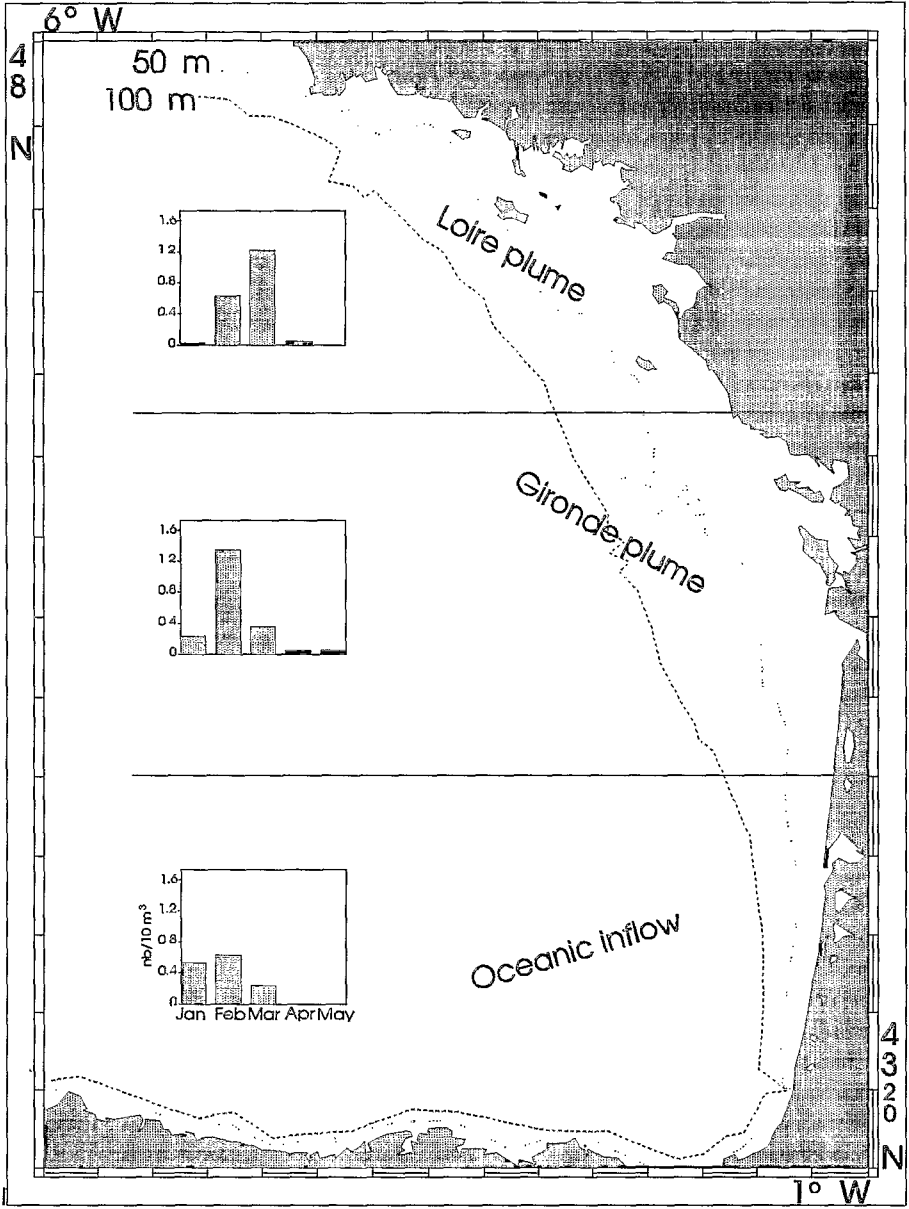 6° W
48 N
50 m
100 m
1.6
1.2
0.8
0.4
0
Loire plume
1.6
1.2
0.8
0.4
0
Gironde plume
1.6
1.2
0.8
0.4
0
nb/10 m³
Jan Feb Mar Apr May
Oceanic inflow
43 20 N
1° W